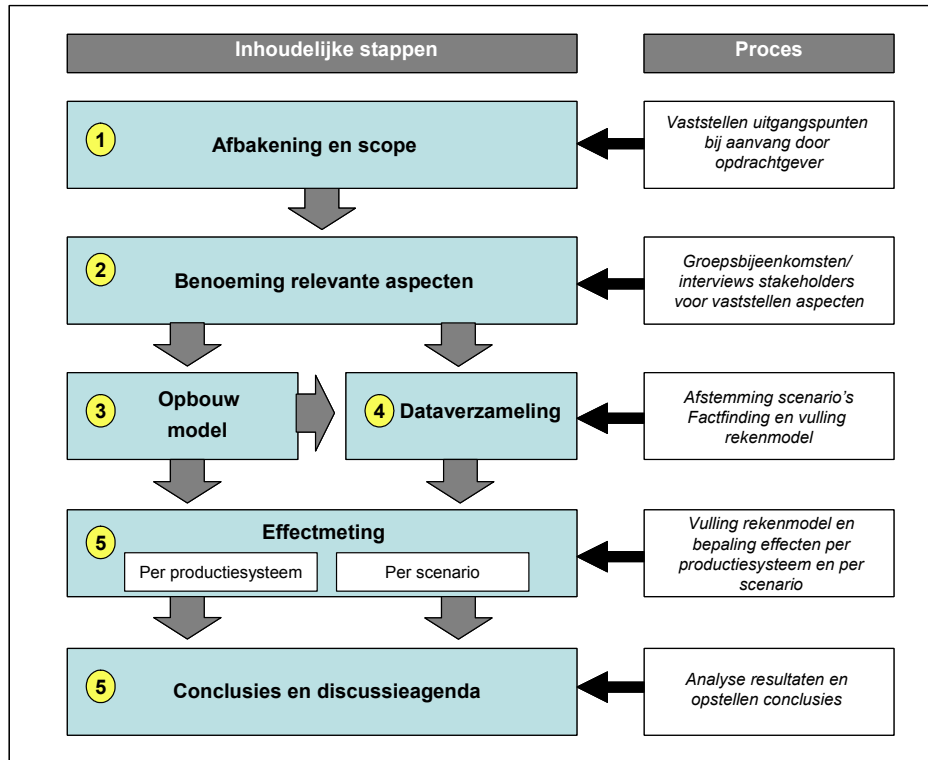 Inhoudelijke stappen
Proces
1
Afbakening en scope
Vaststellen uitgangspunten
bij aanvang door
opdrachtgever
2
Benoeming relevante aspecten
Groepsbijeenkomsten/
interviews stakeholders
voor vaststellen aspecten
3
Opbouw
model
4
Dataverzameling
Afstemming scenario's
Factfinding en vulling
rekenmodel
5
Effectmeting
Per productiesysteem
Per scenario
Vulling rekenmodel en
bepaling effecten per
productiesysteem en per
scenario
5
Conclusies en discussieagenda
Analyse resultaten en
opstellen conclusies